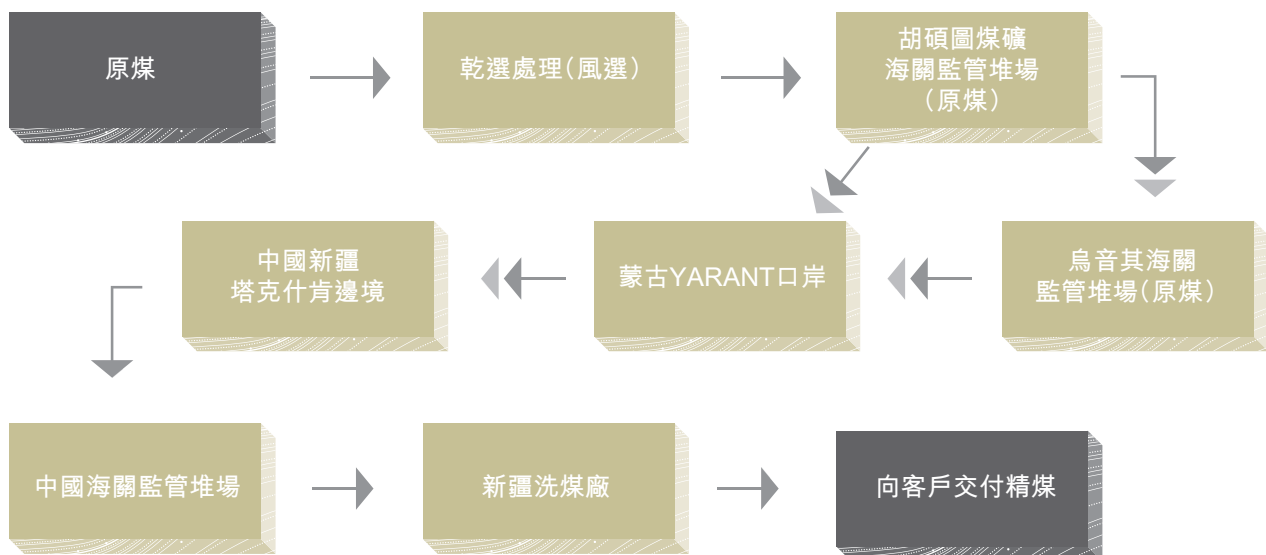 原煤
乾選處理（風選）
胡碩圖煤礦
海關監管堆場
（原煤）
中國新疆
塔克什肯邊境
蒙古YARANT口岸
烏音其海關
監管堆場（原煤）
中國海關監管堆場
新疆洗煤廠
向客戶交付精煤